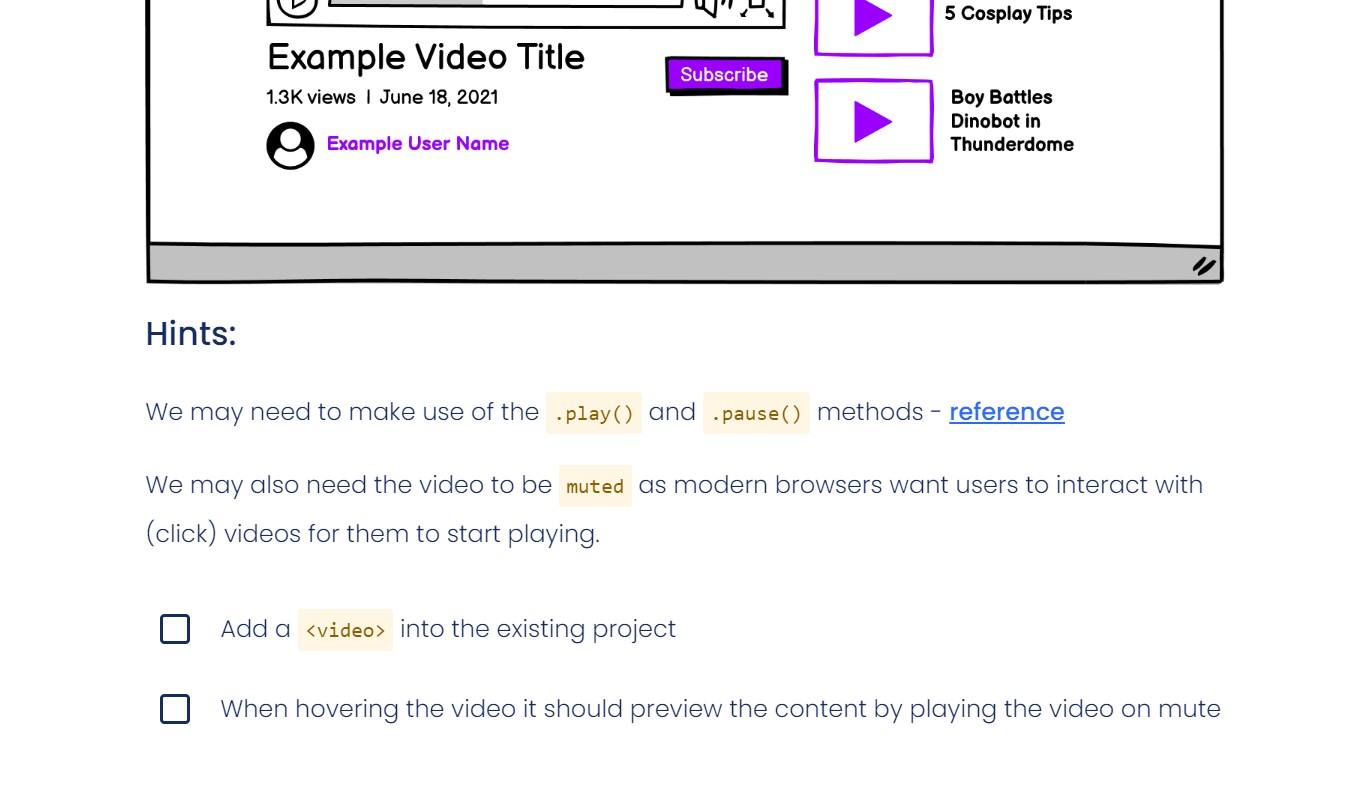 5 Cosplay Tips
Example Video Title
Subscribe
1.3K views | June 18, 2021
Example User Name
Boy Battles
Dinobot in
Thunderdome
Hints:
We may need to make use of the .play() and .pause() methods - reference
We may also need the video to be muted as modern browsers want users to interact with
(click) videos for them to start playing.
Add a <video> into the existing project
When hovering the video it should preview the content by playing the video on mute